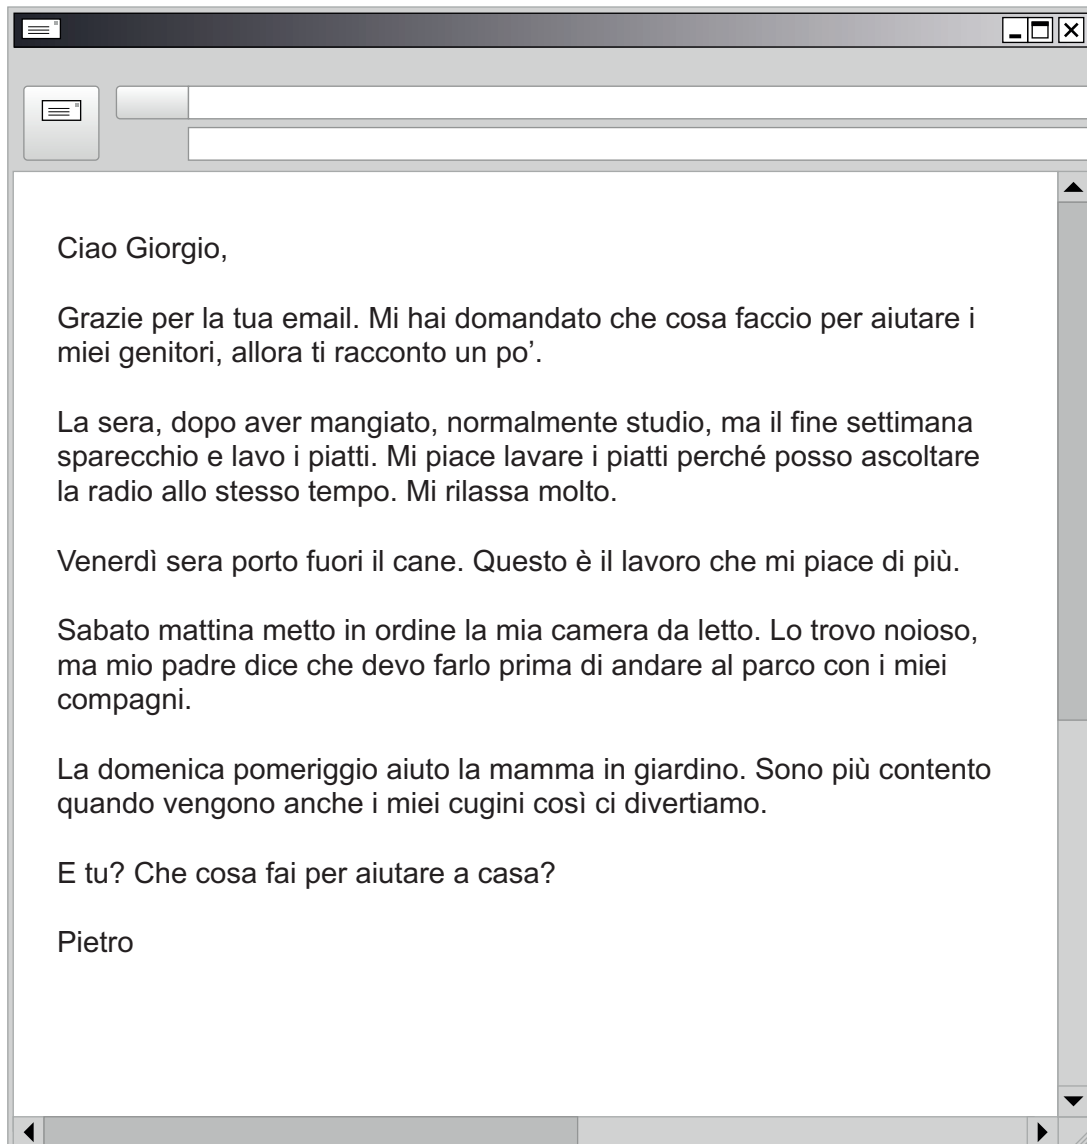 Ciao Giorgio,
Grazie per la tua email. Mi hai domandato che cosa faccio per aiutare i
miei genitori, allora ti racconto un po’.
La sera, dopo aver mangiato, normalmente studio, ma il fine settimana
sparecchio e lavo i piatti. Mi piace lavare i piatti perché posso ascoltare
la radio allo stesso tempo. Mi rilassa molto.
Venerdì sera porto fuori il cane. Questo è il lavoro che mi piace di più.
Sabato mattina metto in ordine la mia camera da letto. Lo trovo noioso,
ma mio padre dice che devo farlo prima di andare al parco con i miei
compagni.
La domenica pomeriggio aiuto la mamma in giardino. Sono più contento
quando vengono anche i miei cugini così ci divertiamo.
E tu? Che cosa fai per aiutare a casa?
Pietro